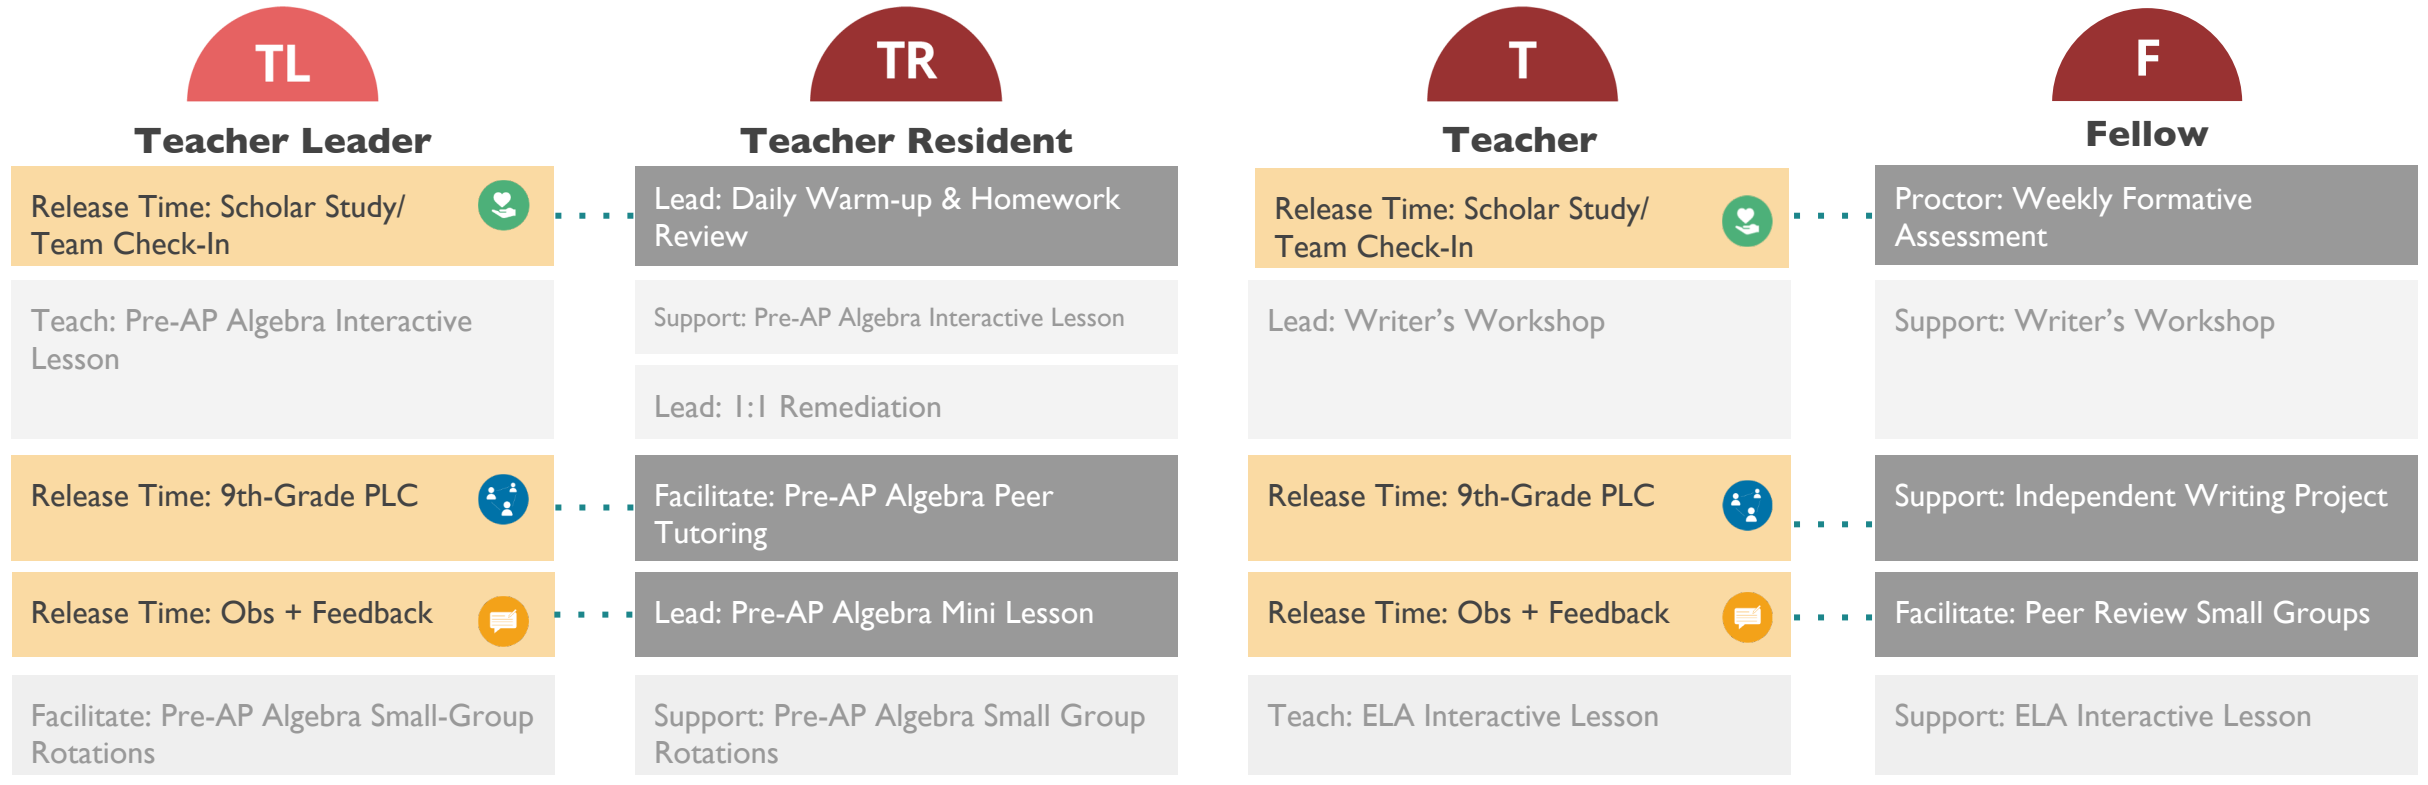 TL
Teacher Leader
Release Time: Scholar Study/
Team Check-In
Teach: Pre-AP Algebra Interactive
Lesson
Release Time: 9th-Grade PLC
Release Time: Obs + Feedback
Facilitate: Pre-AP Algebra Small-Group
Rotations
TR
Teacher Resident
Lead: Daily Warm-up & Homework
Review
Support: Pre-AP Algebra Interactive Lesson
Lead: 1:1 Remediation
Facilitate: Pre-AP Algebra Peer
Tutoring
Lead: Pre-AP Algebra Mini Lesson
Support: Pre-AP Algebra Small Group
Rotations
T
Teacher
Release Time: Scholar Study/
Team Check-In
Lead: Writer’s Workshop
Release Time: 9th-Grade PLC
Release Time: Obs + Feedback
Teach: ELA Interactive Lesson
F
Fellow
Proctor: Weekly Formative
Assessment
Support: Writer’s Workshop
Support: Independent Writing Project
Facilitate: Peer Review Small Groups
Support: ELA Interactive Lesson